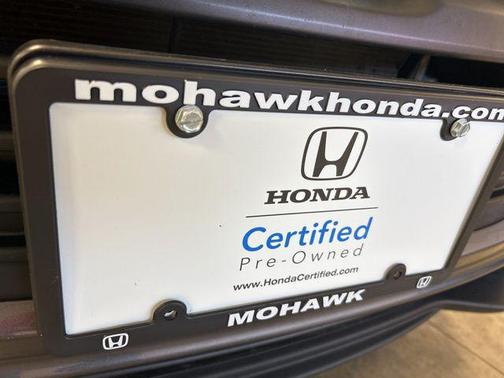 mohawkhonda.com
HONDA
Certified
Pre-Owned
www.HondaCertified.com
MOHAWK